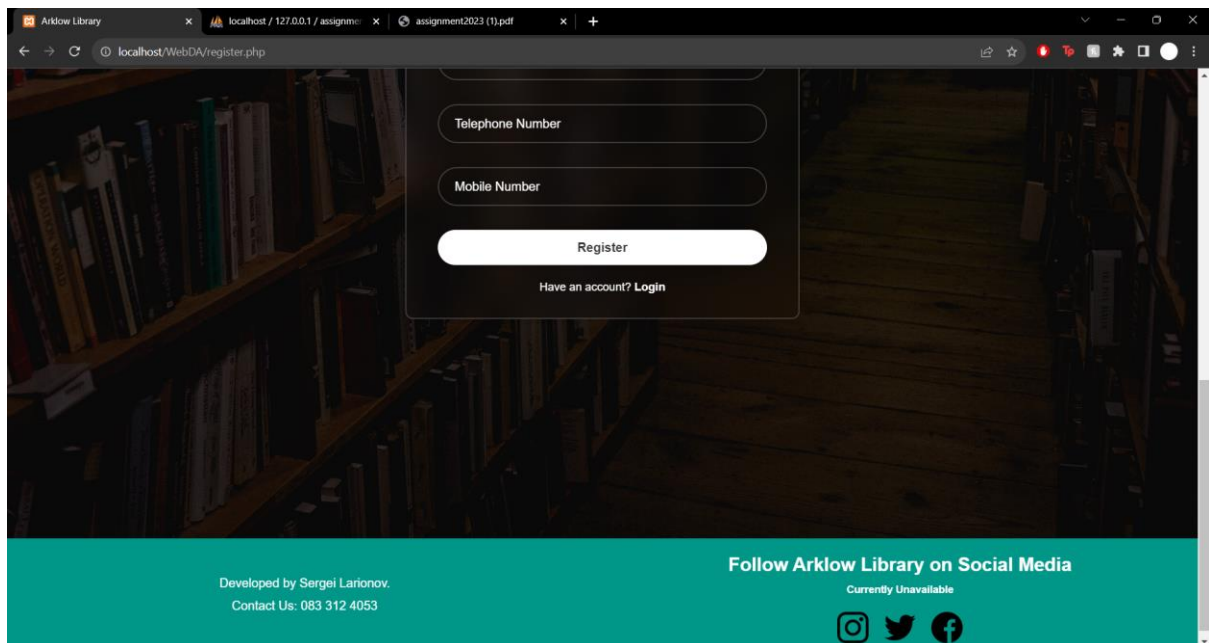 Arklow Library
localhost / 127.0.0.1 / assignme
assignment2023 (1).pdf
localhost/WebDA/register.php
Tp
Telephone Number
Mobile Number
Register
Have an account? Login
Developed by Sergei Larionov.
Contact Us: 083 312 4053
Follow Arklow Library on Social Media
Currently Unavailable